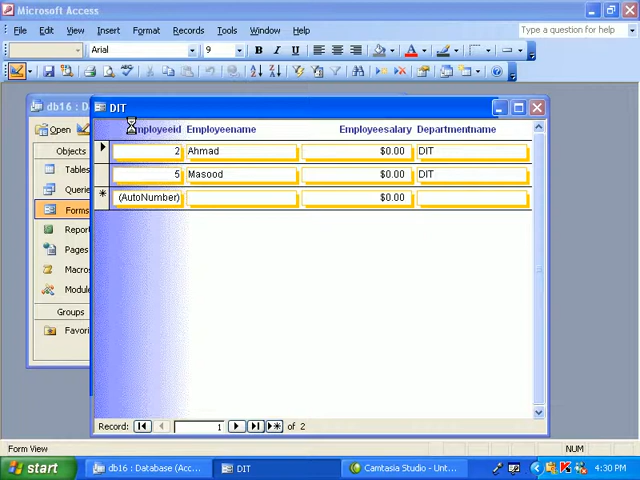 Microsoft Access
File Edit View Insert Format Records Tools Window Help
Type a question for help
Arial 9 B I U
db16 : D
DIT
Open
Objects
Tables
Querie
Forms
Report
Pages
Macro
Module
Groups
Favori
mployeeid Employeename Employeesalary Departmentname
2 Ahmad $0.00 DIT
5 Masood $0.00 DIT
(AutoNumber) $0.00
Record: 1 of 2
Form View NUM
start db16 : Database (Acc... DIT Camtasia Studio - Unt... 4:30 PM